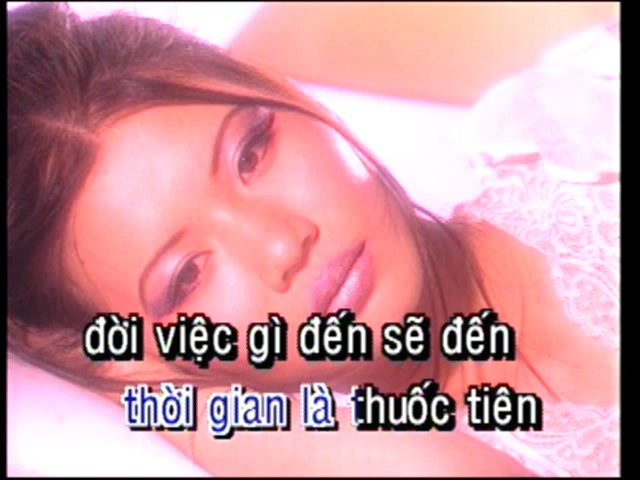 đời việc gì đến sẽ đến
thời gian là thuốc tiên